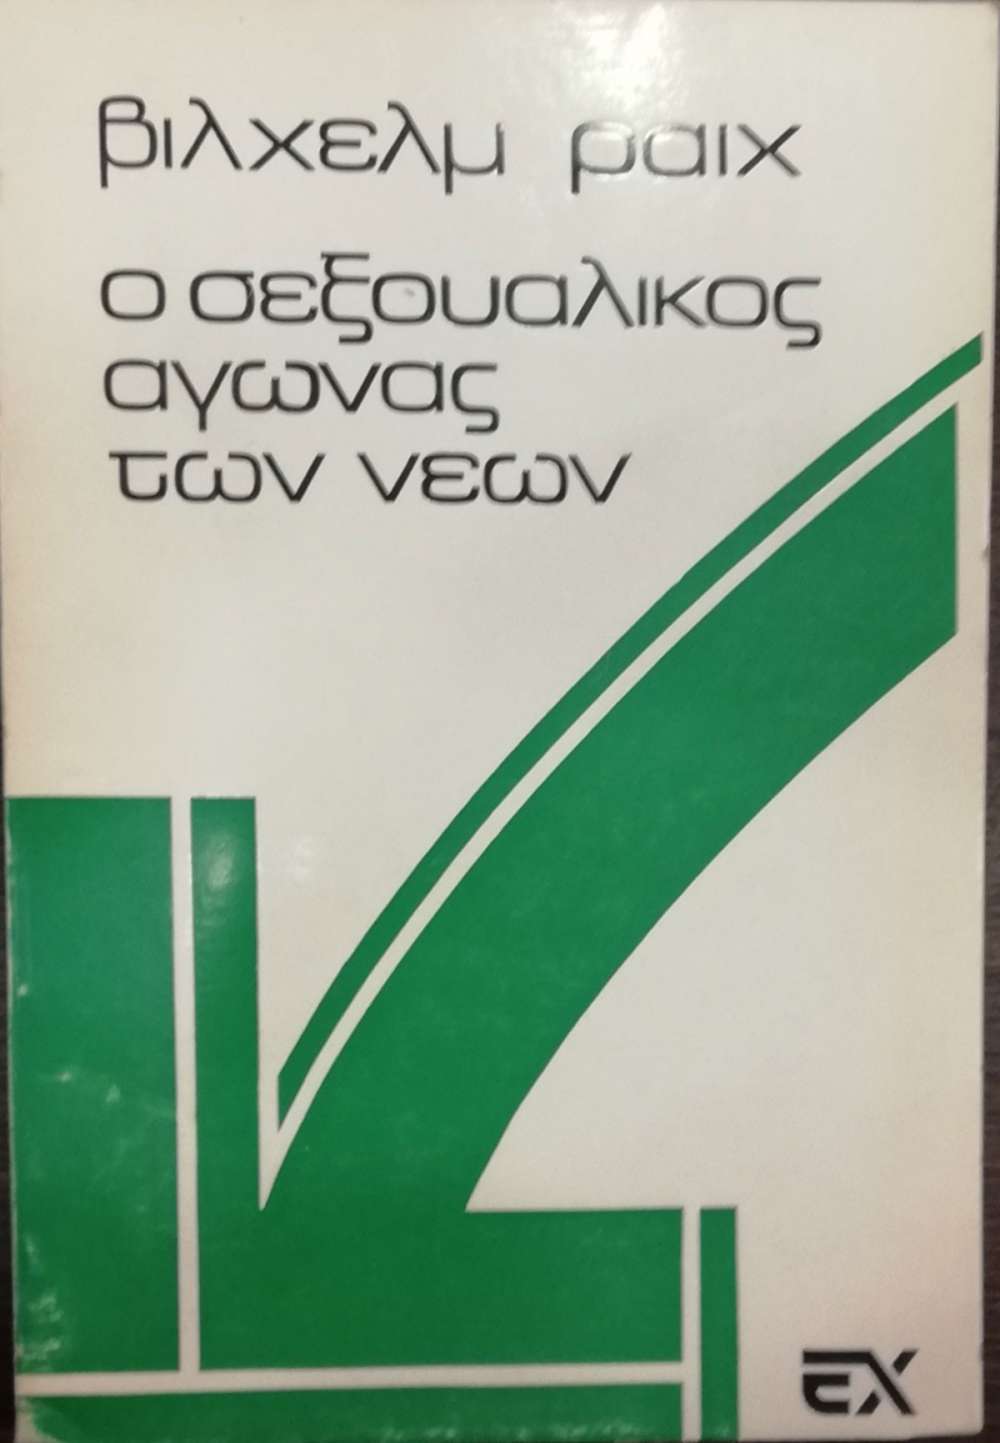 βιλχελμ ραιχ
ο σεξουαλικος
αγωνας
των νεων
ΕΧ